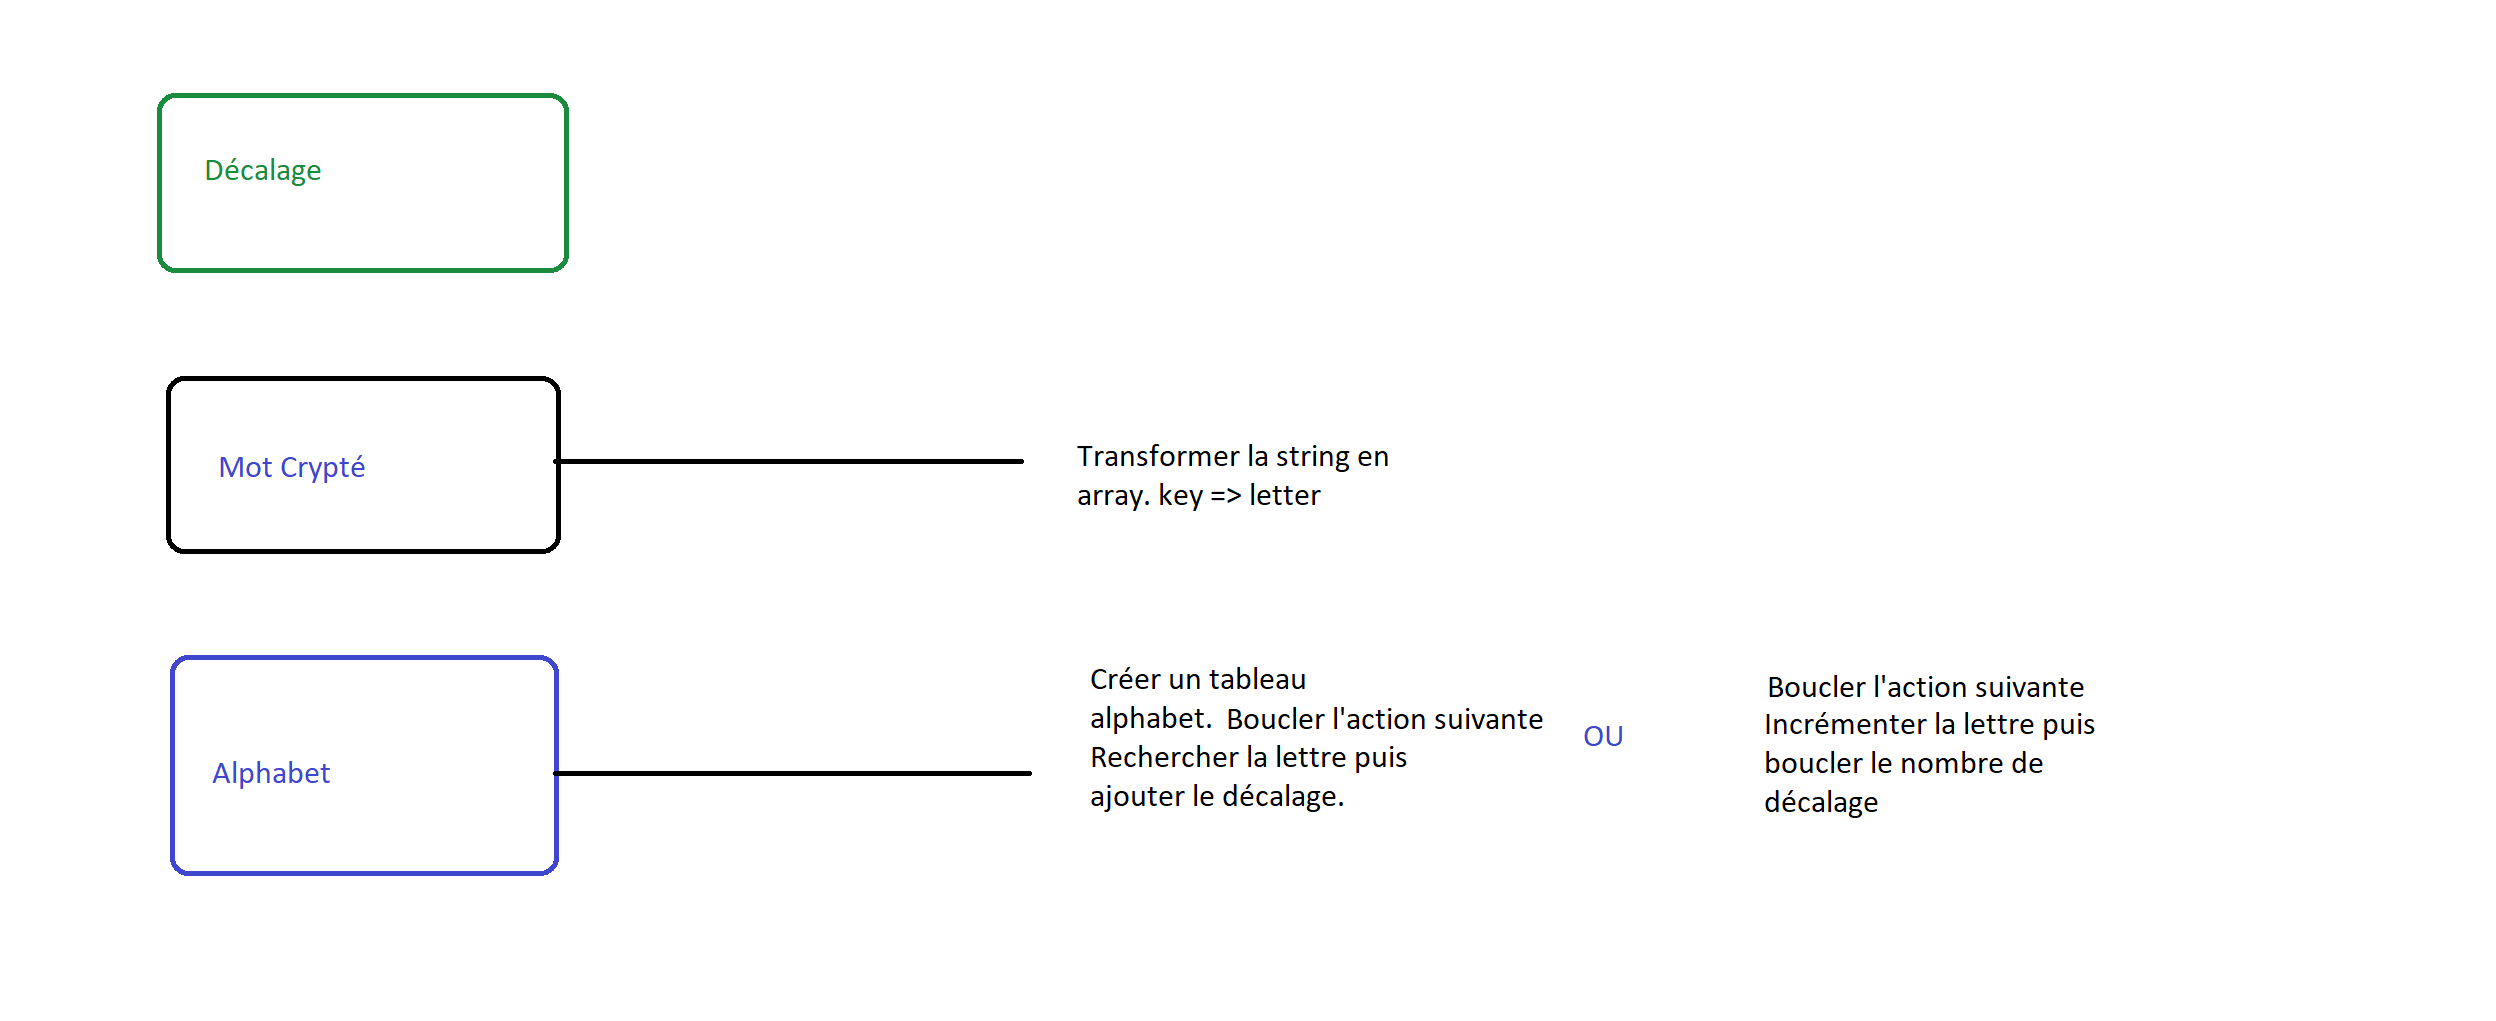 Décalage
Mot Crypté
Transformer la string en
array. key => letter
Alphabet
Créer un tableau
alphabet. Boucler l'action suivante
Rechercher la lettre puis
ajouter le décalage.
OU
Boucler l'action suivante
Incrémenter la lettre puis
boucler le nombre de
décalage